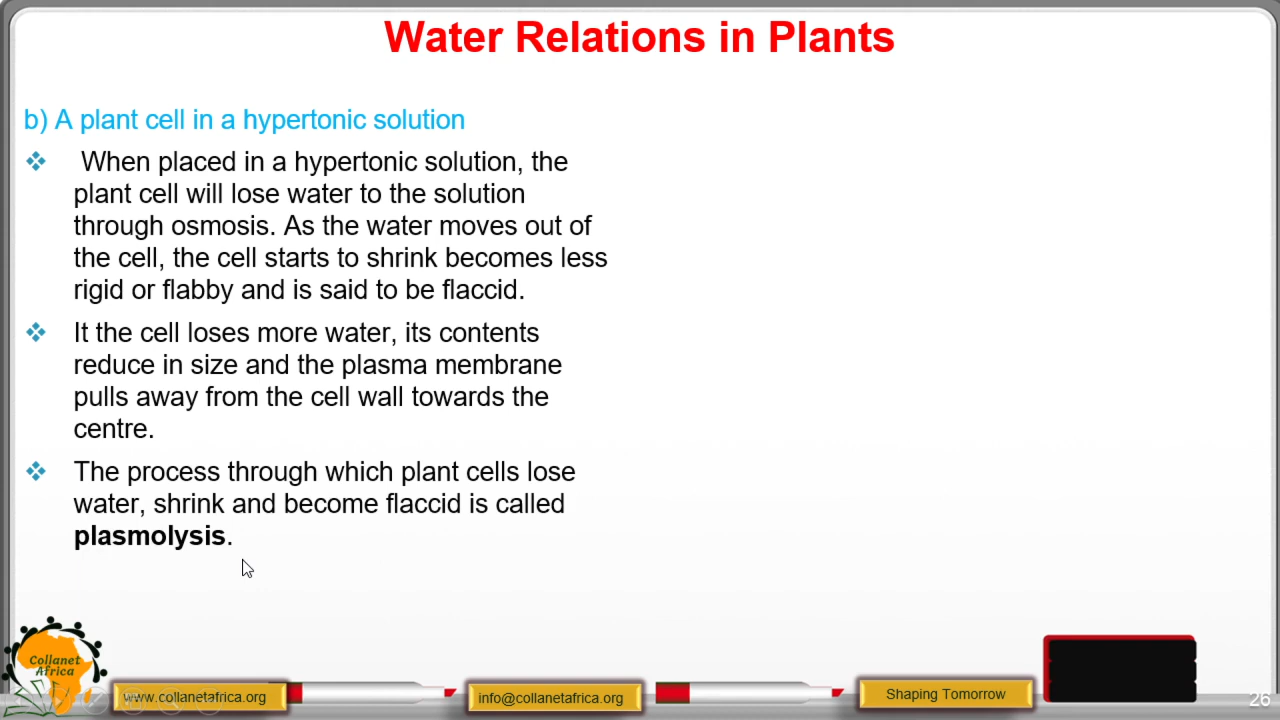 Water Relations in Plants
b) A plant cell in a hypertonic solution
When placed in a hypertonic solution, the
plant cell will lose water to the solution
through osmosis. As the water moves out of
the cell, the cell starts to shrink becomes less
rigid or flabby and is said to be flaccid.
It the cell loses more water, its contents
reduce in size and the plasma membrane
pulls away from the cell wall towards the
centre.
The process through which plant cells lose
water, shrink and become flaccid is called
plasmolysis.
Collanet
Africa
www.collanetafrica.org
info@collanetafrica.org
Shaping Tomorrow
26